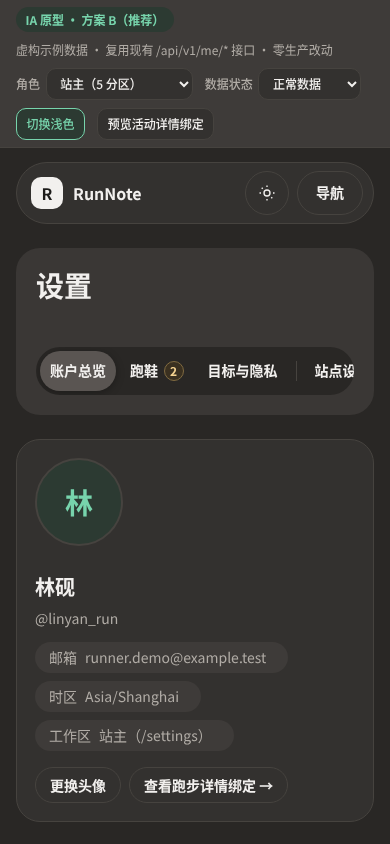 IA 原型 · 方案 B（推荐）
虚构示例数据 · 复用现有 /api/v1/me/* 接口 · 零生产改动
角色 站主（5 分区） 数据状态 正常数据
切换浅色 预览活动详情绑定
R RunNote 导航
设置
账户总览 跑鞋 2 目标与隐私 站点设
林
林砚
@linyan_run
邮箱 runner.demo@example.test
时区 Asia/Shanghai
工作区 站主（/settings）
更换头像 查看跑步详情绑定 →